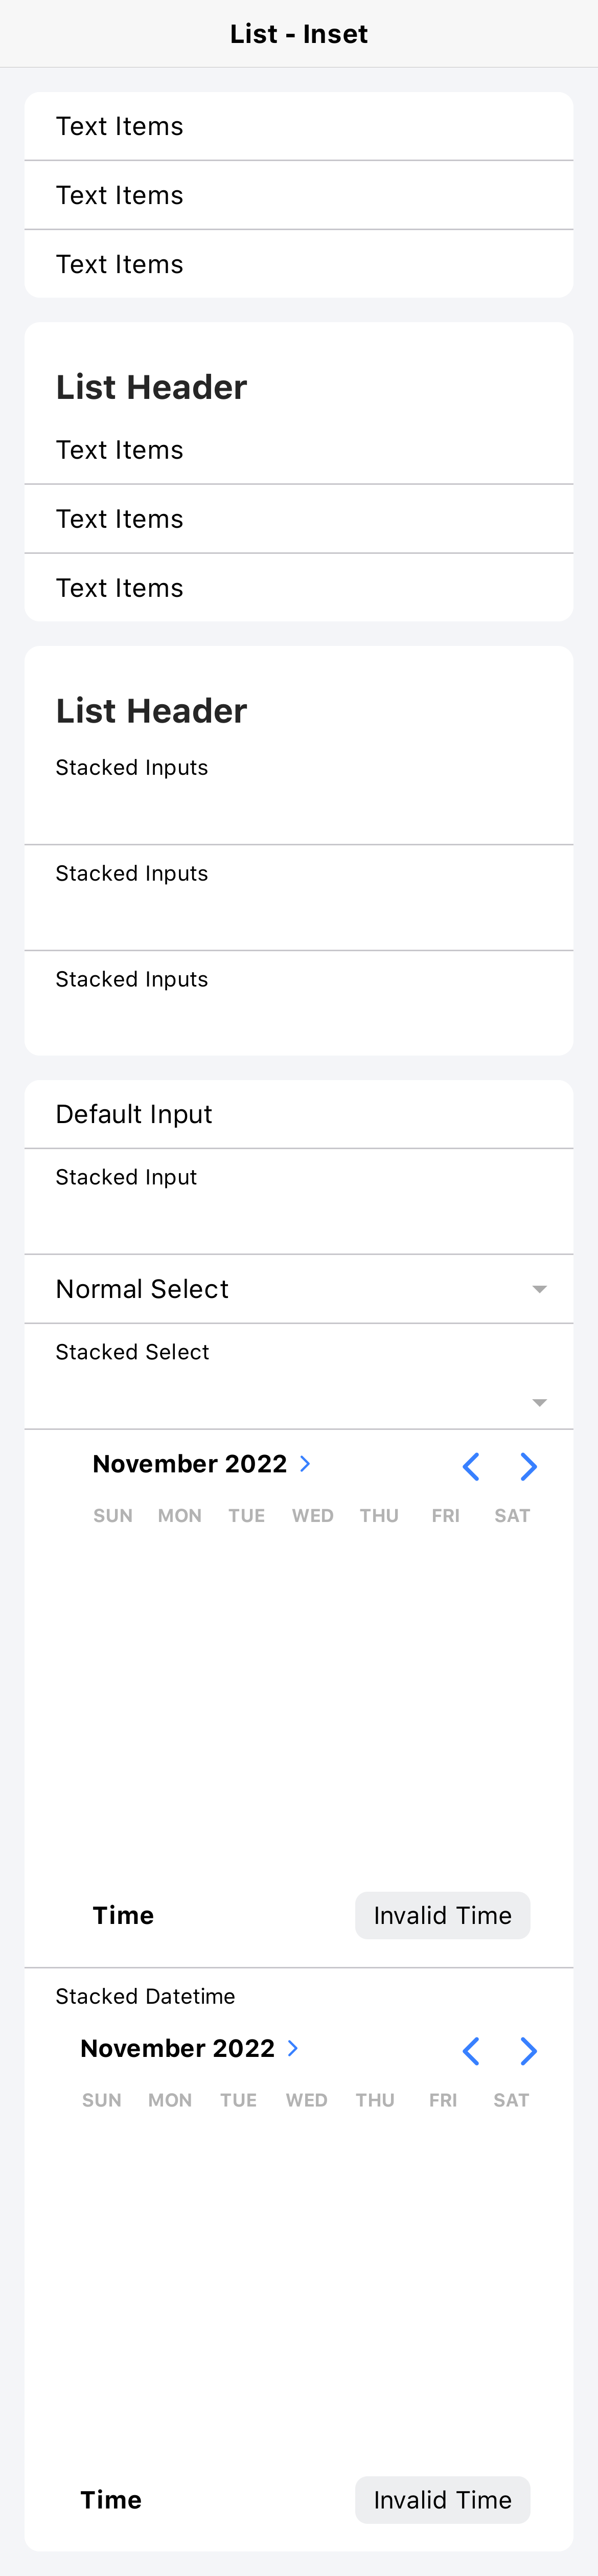 List - Inset
Text Items
Text Items
Text Items
List Header
Text Items
Text Items
Text Items
List Header
Stacked Inputs
Stacked Inputs
Stacked Inputs
Default Input
Stacked Input
Normal Select
Stacked Select
November 2022
SUN MON TUE WED THU FRI SAT
Time Invalid Time
Stacked Datetime
November 2022
SUN MON TUE WED THU FRI SAT
Time Invalid Time